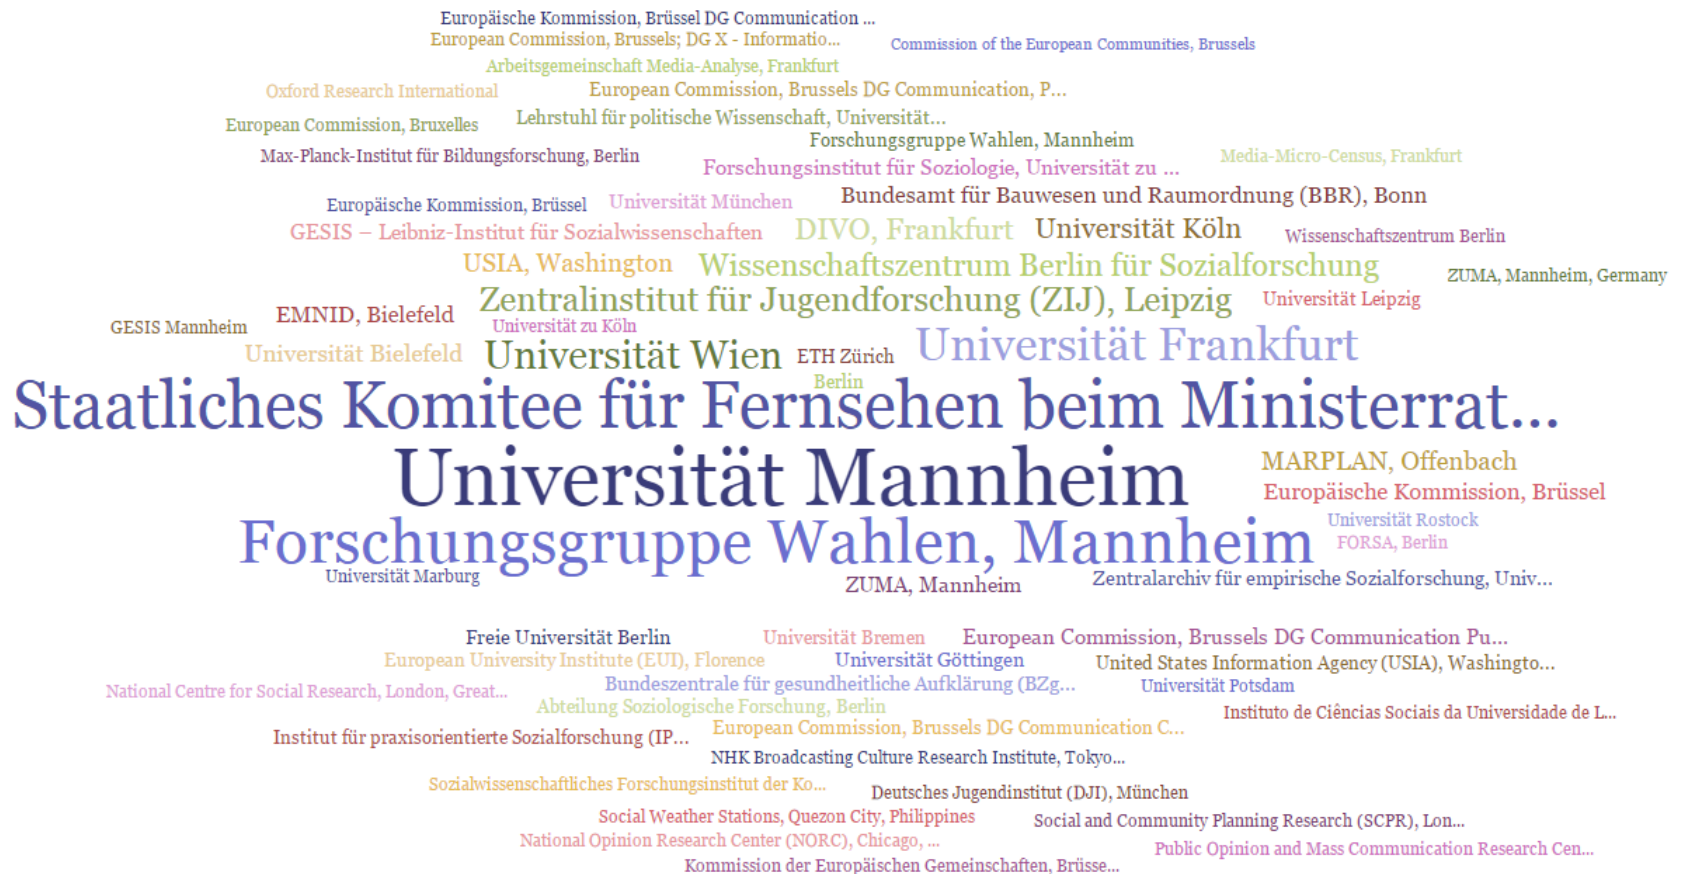 Europäische Kommission, Brüssel DG Communication ...
European Commission, Brussels; DG X - Informatio...
Commission of the European Communities, Brussels
Arbeitsgemeinschaft Media-Analyse, Frankfurt
Oxford Research International
European Commission, Brussels DG Communication, P...
European Commission, Bruxelles
Lehrstuhl für politische Wissenschaft, Universität...
Forschungsgruppe Wahlen, Mannheim
Max-Planck-Institut für Bildungsforschung, Berlin
Media-Micro-Census, Frankfurt
Forschungsinstitut für Soziologie, Universität zu ...
Europäische Kommission, Brüssel
Universität München
Bundesamt für Bauwesen und Raumordnung (BBR), Bonn
GESIS – Leibniz-Institut für Sozialwissenschaften
DIVO, Frankfurt
Universität Köln
Wissenschaftszentrum Berlin
USIA, Washington
Wissenschaftszentrum Berlin für Sozialforschung
ZUMA, Mannheim, Germany
Zentralinstitut für Jugendforschung (ZIJ), Leipzig
Universität Leipzig
GESIS Mannheim
EMNID, Bielefeld
Universität zu Köln
Universität Bielefeld
Universität Wien
ETH Zürich
Universität Frankfurt
Berlin
Staatliches Komitee für Fernsehen beim Ministerrat...
Universität Mannheim
MARPLAN, Offenbach
Europäische Kommission, Brüssel
Forschungsgruppe Wahlen, Mannheim
Universität Rostock
FORSA, Berlin
Universität Marburg
ZUMA, Mannheim
Zentralarchiv für empirische Sozialforschung, Univ...
Freie Universität Berlin
Universität Bremen
European Commission, Brussels DG Communication Pu...
European University Institute (EUI), Florence
Universität Göttingen
United States Information Agency (USIA), Washingto...
National Centre for Social Research, London, Great...
Bundeszentrale für gesundheitliche Aufklärung (BZg...
Universität Potsdam
Abteilung Soziologische Forschung, Berlin
Instituto de Ciências Sociais da Universidade de L...
Institut für praxisorientierte Sozialforschung (IP...
European Commission, Brussels DG Communication C...
NHK Broadcasting Culture Research Institute, Tokyo...
Sozialwissenschaftliches Forschungsinstitut der Ko...
Deutsches Jugendinstitut (DJI), München
Social Weather Stations, Quezon City, Philippines
Social and Community Planning Research (SCPR), Lon...
National Opinion Research Center (NORC), Chicago, ...
Public Opinion and Mass Communication Research Cen...
Kommission der Europäischen Gemeinschaften, Brüsse...